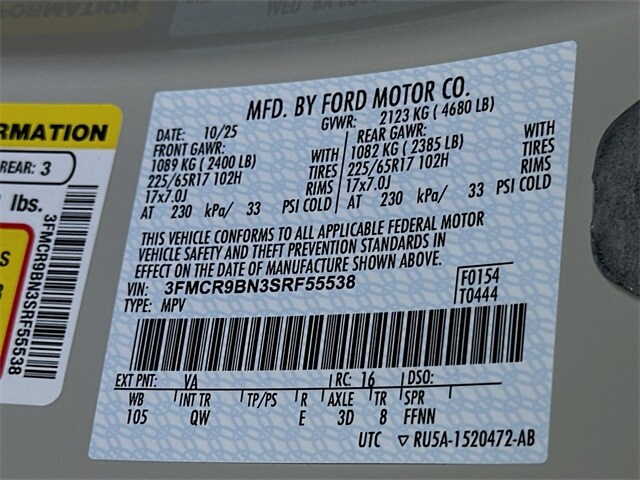 MFD. BY FORD MOTOR CO.
DATE: 10/25 GVWR: 2123 KG ( 4680 LB)
FRONT GAWR: REAR GAWR:
1089 KG ( 2400 LB) WITH 1082 KG ( 2385 LB) WITH
225/65R17 102H TIRES 225/65R17 102H TIRES
17x7.0J RIMS 17x7.0J RIMS
AT 230 kPa/ 33 PSI COLD AT 230 kPa/ 33 PSI COLD
THIS VEHICLE CONFORMS TO ALL APPLICABLE FEDERAL MOTOR
VEHICLE SAFETY AND THEFT PREVENTION STANDARDS IN
EFFECT ON THE DATE OF MANUFACTURE SHOWN ABOVE.
VIN: 3FMCR9BN3SRF55538 F0154
TYPE: MPV T0444
EXT PNT: VA RC: 16 DSO:
WB INT TR TP/PS R AXLE TR SPR
105 QW E 3D 8 FFNN
UTC ▽ RU5A-1520472-AB
RMATION
REAR: 3
lbs.
3FMCR9BN3SRF55538